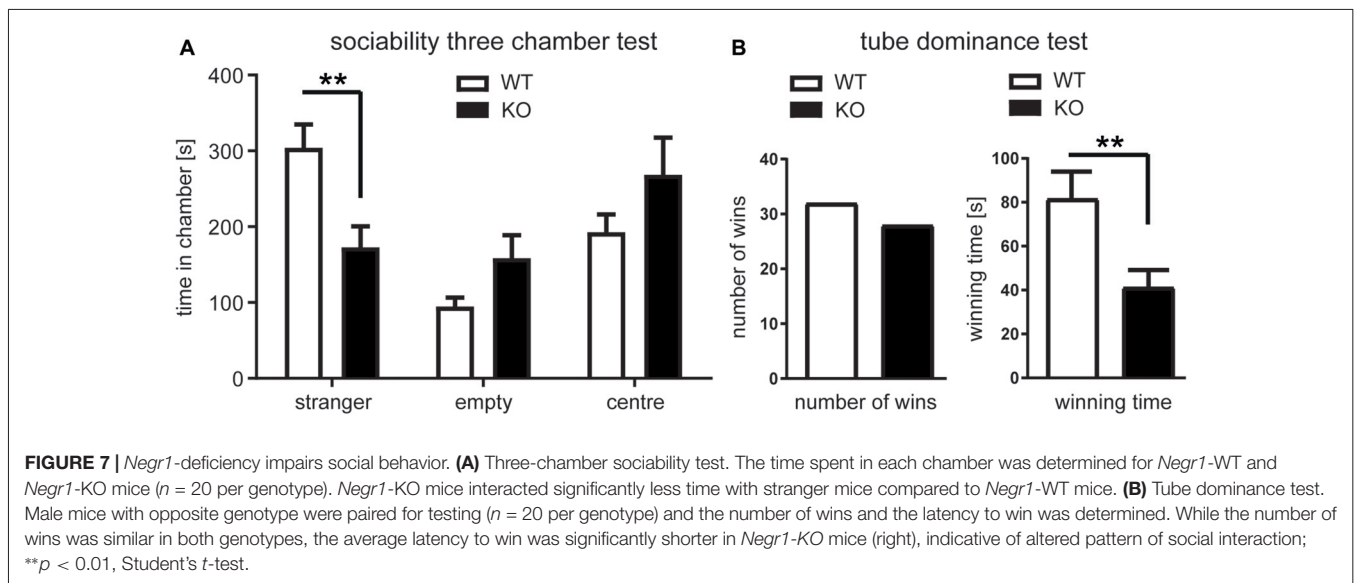 A sociability three chamber test
WT
KO
**
400
300
200
100
0
time in chamber [s]
stranger empty centre
B tube dominance test
WT
KO
40
30
20
10
0
number of wins
number of wins
WT
KO
**
100
80
60
40
20
0
winning time [s]
winning time
FIGURE 7 | Negr1-deficiency impairs social behavior. (A) Three-chamber sociability test. The time spent in each chamber was determined for Negr1-WT and
Negr1-KO mice (n = 20 per genotype). Negr1-KO mice interacted significantly less time with stranger mice compared to Negr1-WT mice. (B) Tube dominance test.
Male mice with opposite genotype were paired for testing (n = 20 per genotype) and the number of wins and the latency to win was determined. While the number of
wins was similar in both genotypes, the average latency to win was significantly shorter in Negr1-KO mice (right), indicative of altered pattern of social interaction;
**p < 0.01, Student's t-test.